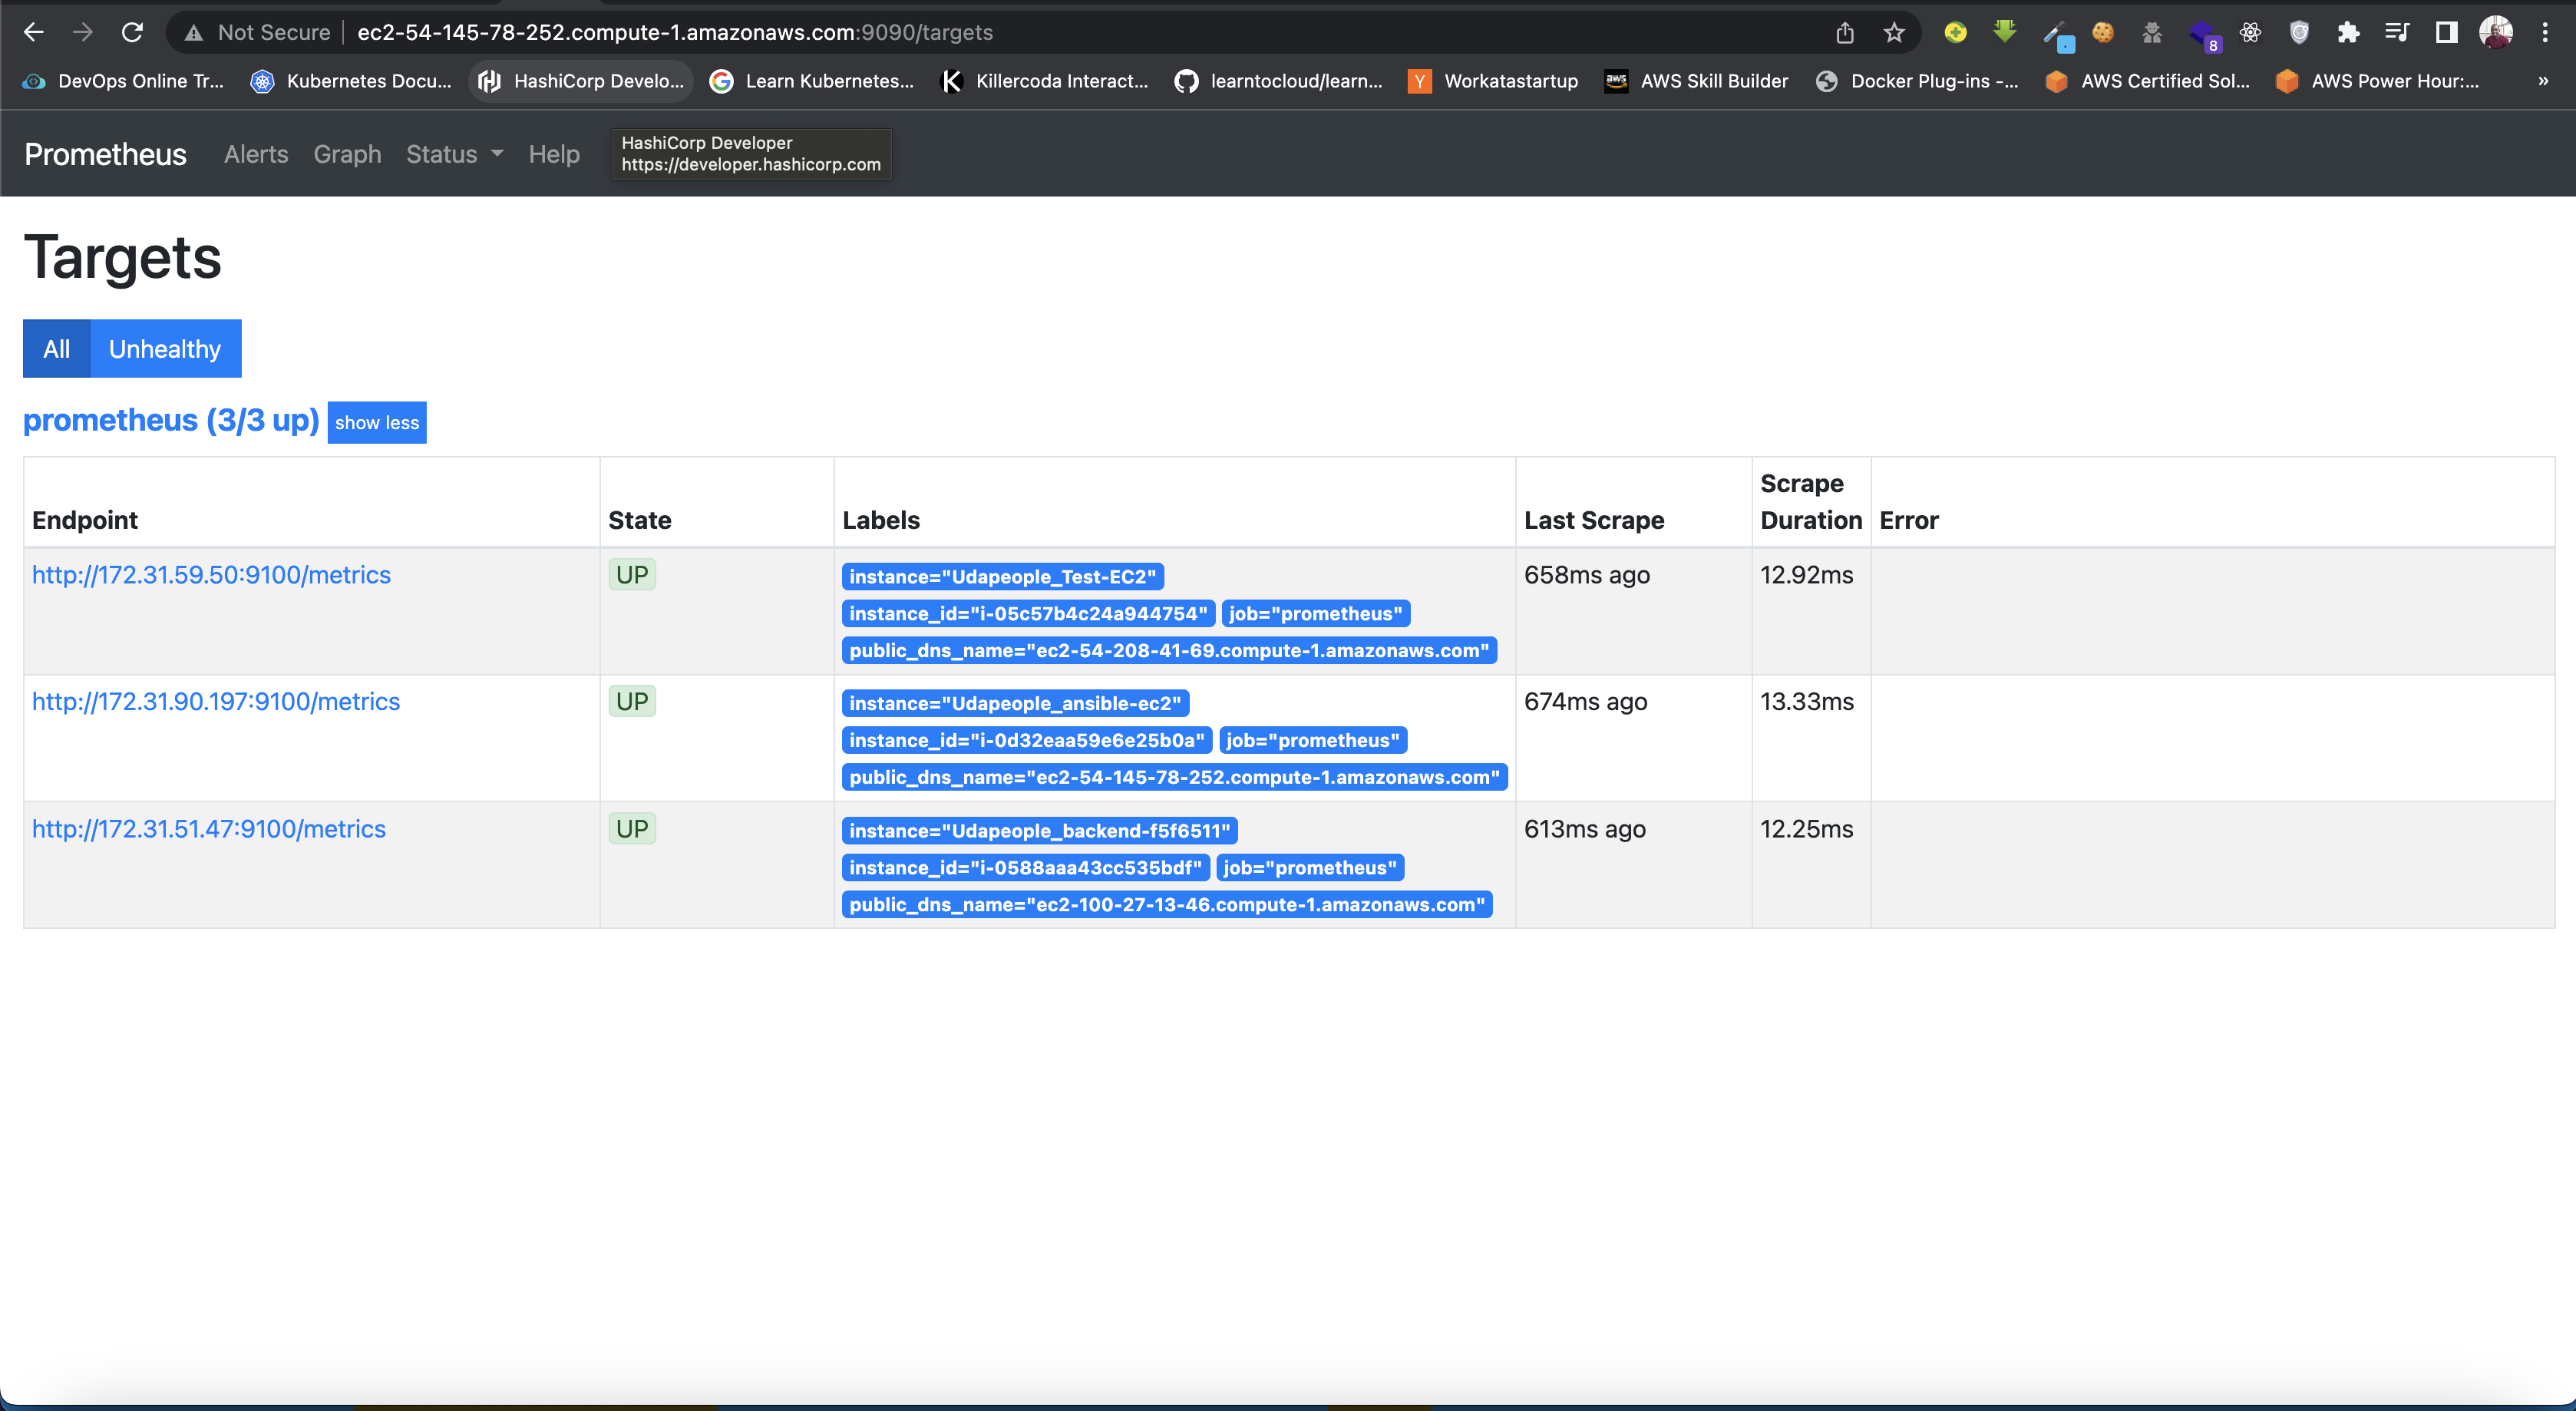 Not Secure ec2-54-145-78-252.compute-1.amazonaws.com:9090/targets
8
DevOps Online Tr... Kubernetes Docu... HashiCorp Develo... Learn Kubernetes... Killercoda Interact... learntocloud/learn... Workatastartup AWS Skill Builder Docker Plug-ins -... AWS Certified Sol... AWS Power Hour:... »
Prometheus Alerts Graph Status Help
HashiCorp Developer
https://developer.hashicorp.com
Targets
All Unhealthy
prometheus (3/3 up) show less
Endpoint State Labels Last Scrape Scrape Duration Error
http://172.31.59.50:9100/metrics UP instance="Udapeople_Test-EC2" 658ms ago 12.92ms
instance_id="i-05c57b4c24a944754" job="prometheus"
public_dns_name="ec2-54-208-41-69.compute-1.amazonaws.com"
http://172.31.90.197:9100/metrics UP instance="Udapeople_ansible-ec2" 674ms ago 13.33ms
instance_id="i-0d32eaa59e6e25b0a" job="prometheus"
public_dns_name="ec2-54-145-78-252.compute-1.amazonaws.com"
http://172.31.51.47:9100/metrics UP instance="Udapeople_backend-f5f6511" 613ms ago 12.25ms
instance_id="i-0588aaa43cc535bdf" job="prometheus"
public_dns_name="ec2-100-27-13-46.compute-1.amazonaws.com"